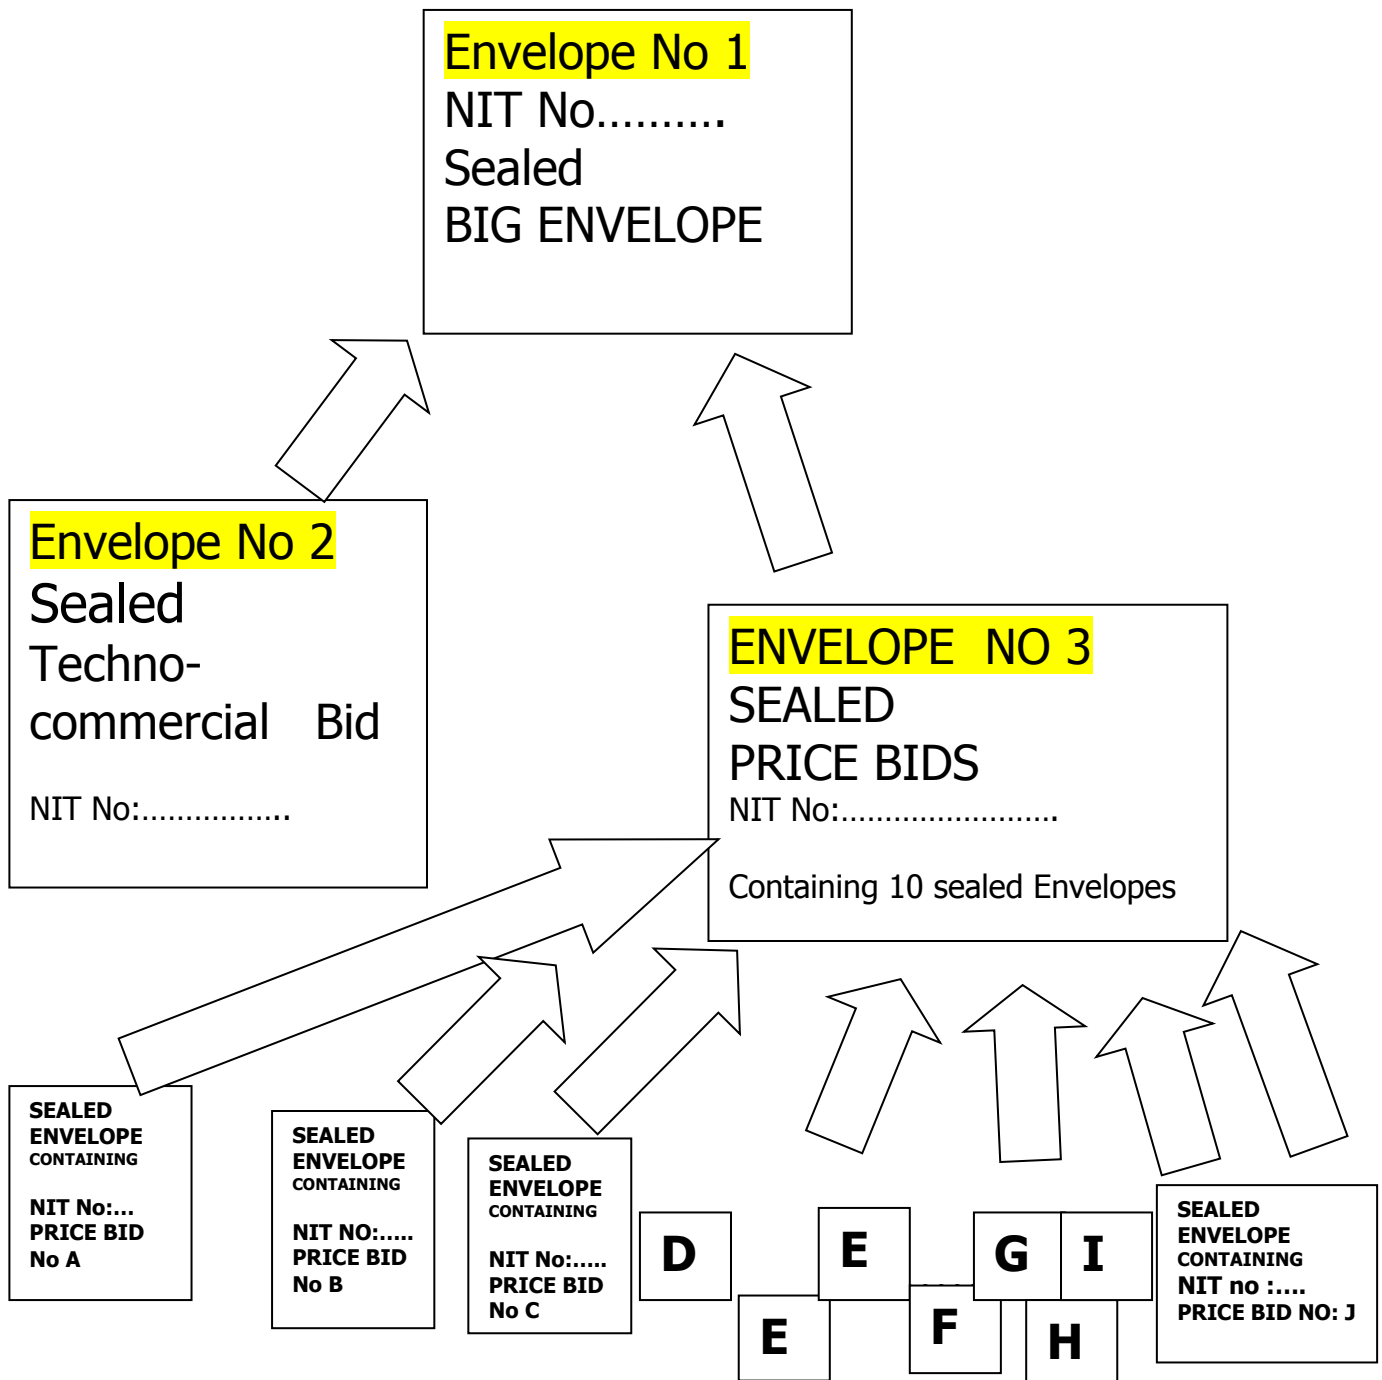 Envelope No 1
NIT No..........
Sealed
BIG ENVELOPE
Envelope No 2
Sealed
Techno-
commercial Bid
NIT No:.................
ENVELOPE NO 3
SEALED
PRICE BIDS
NIT No:.........................
Containing 10 sealed Envelopes
SEALED
ENVELOPE
CONTAINING
NIT No:...
PRICE BID
No A
SEALED
ENVELOPE
CONTAINING
NIT NO:.....
PRICE BID
No B
SEALED
ENVELOPE
CONTAINING
NIT No:.....
PRICE BID
No C
D
E
E
F
G
H
I
SEALED
ENVELOPE
CONTAINING
NIT no :....
PRICE BID NO: J